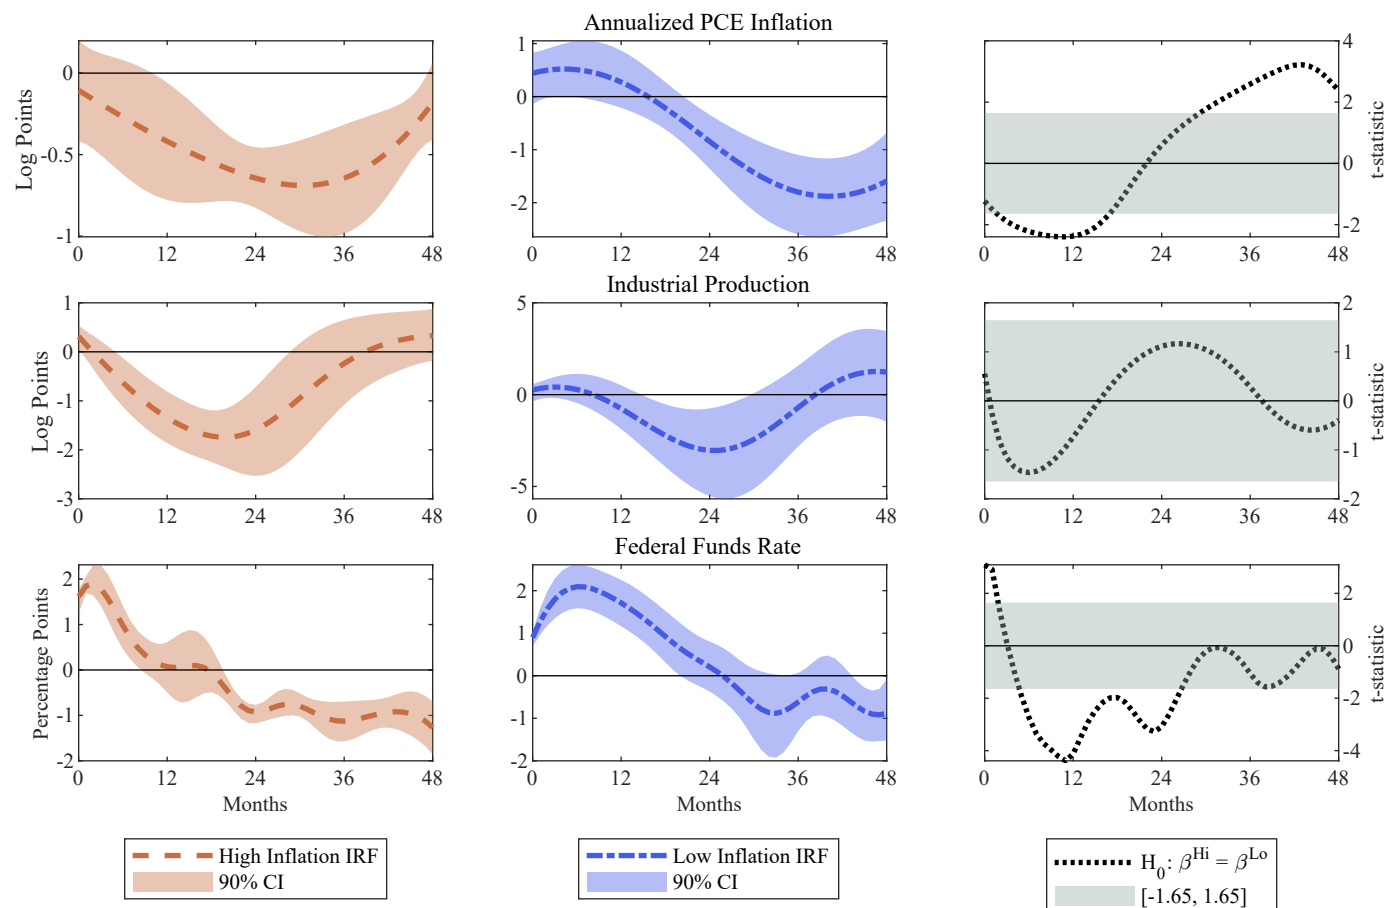 Annualized PCE Inflation
Log Points
0
-0.5
-1
0 12 24 36 48
1
0
-1
-2
0 12 24 36 48
4
2
0
-2
0 12 24 36 48
t-statistic
Industrial Production
Log Points
1
0
-1
-2
-3
0 12 24 36 48
5
0
-5
0 12 24 36 48
2
1
0
-1
-2
0 12 24 36 48
t-statistic
Federal Funds Rate
Percentage Points
2
1
0
-1
-2
0 12 24 36 48
Months
2
1
0
-1
-2
0 12 24 36 48
Months
2
0
-2
-4
0 12 24 36 48
Months
t-statistic
High Inflation IRF
90% CI
Low Inflation IRF
90% CI
H₀: β^Hi = β^Lo
[-1.65, 1.65]